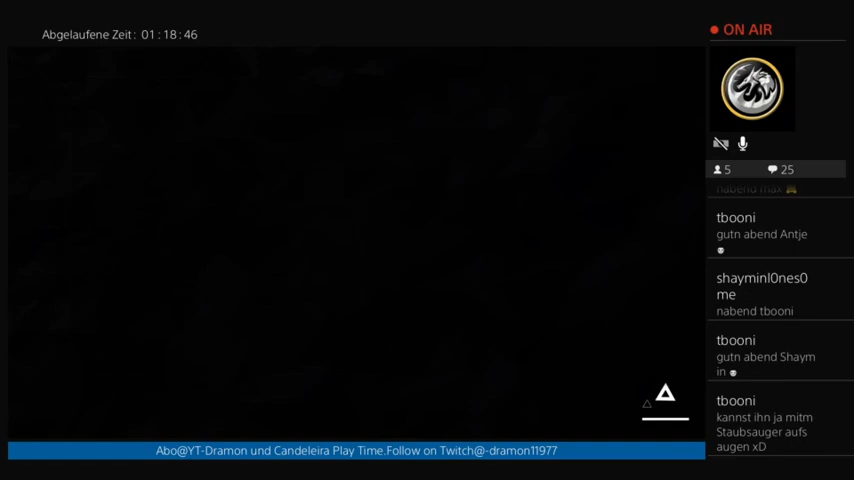 Abgelaufene Zeit: 01:18:46
ON AIR
5
25
nabend max
tbooni
gutn abend Antje
shayminl0nes0
me
nabend tbooni
tbooni
gutn abend Shaym
in
tbooni
kannst ihn ja mitm
Staubsauger aufs
augen xD
Abo@YT-Dramon und Candeleira Play Time.Follow on Twitch@-dramon11977